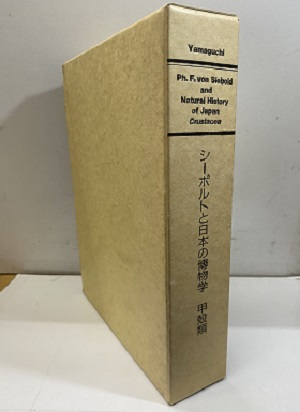 Yamaguchi
Ph. F. von Siebold
and
Natural History
of Japan
Crustacea
シーボルトと日本の博物学 甲殻類